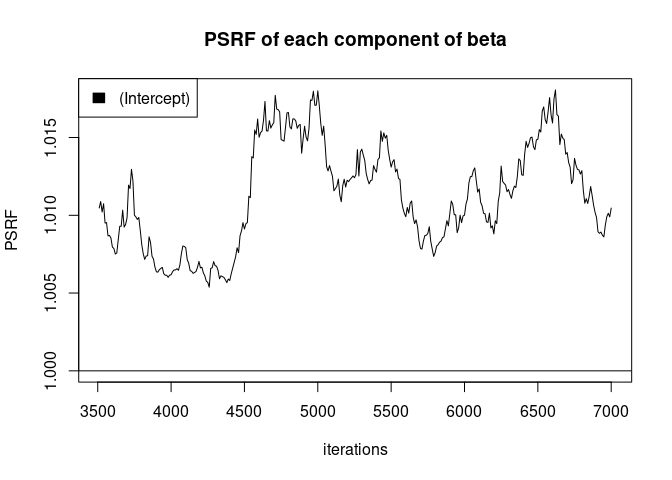 PSRF of each component of beta
(Intercept)
PSRF
1.015
1.010
1.005
1.000
3500 4000 4500 5000 5500 6000 6500 7000
iterations